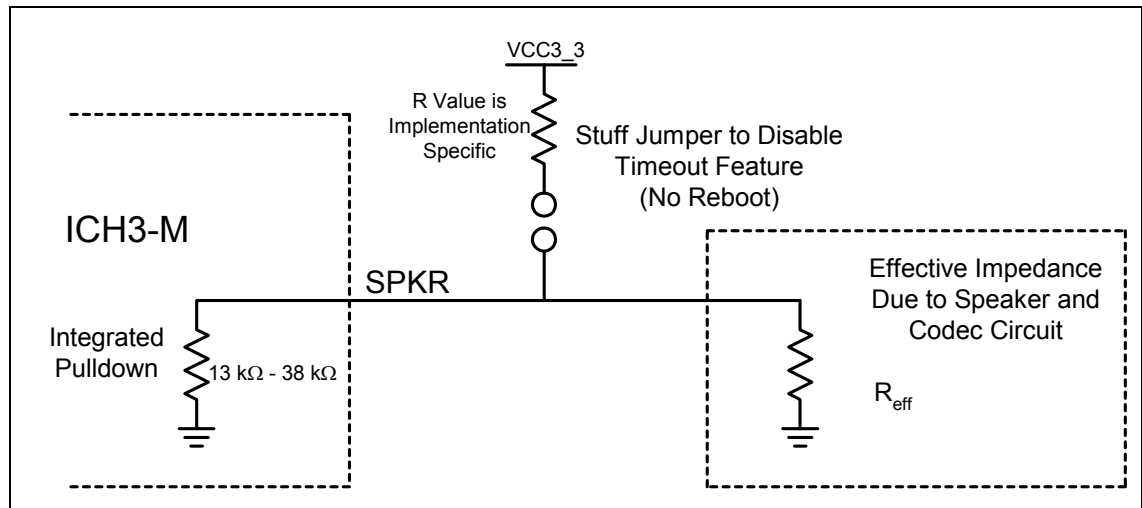 VCC3_3
R Value is
Implementation
Specific
Stuff Jumper to Disable
Timeout Feature
(No Reboot)
ICH3-M
SPKR
Effective Impedance
Due to Speaker and
Codec Circuit
Integrated
Pulldown
13 kΩ - 38 kΩ
Reff